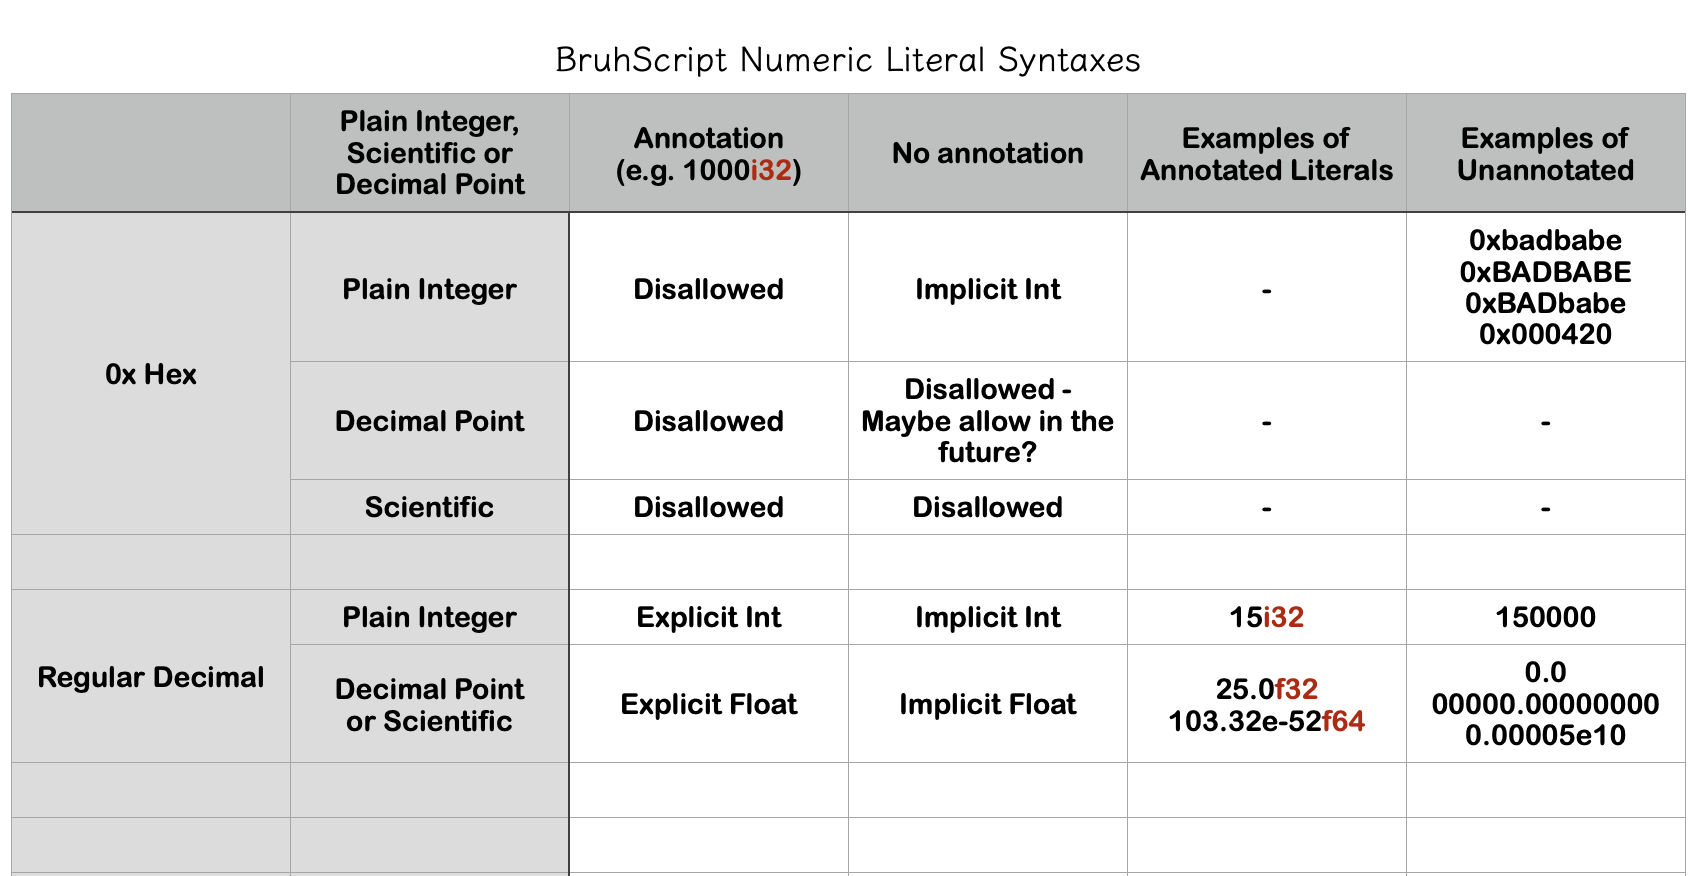 BruhScript Numeric Literal Syntaxes
Plain Integer,
Scientific or
Decimal Point
Annotation
(e.g. 1000i32)
No annotation
Examples of
Annotated Literals
Examples of
Unannotated
0x Hex
Plain Integer
Disallowed
Implicit Int
-
0xbadbabe
0xBADBABE
0xBADbabe
0x000420
Decimal Point
Disallowed
Disallowed -
Maybe allow in the
future?
-
-
Scientific
Disallowed
Disallowed
-
-
Regular Decimal
Plain Integer
Explicit Int
Implicit Int
15i32
150000
Decimal Point
or Scientific
Explicit Float
Implicit Float
25.0f32
103.32e-52f64
0.0
00000.00000000
0.00005e10